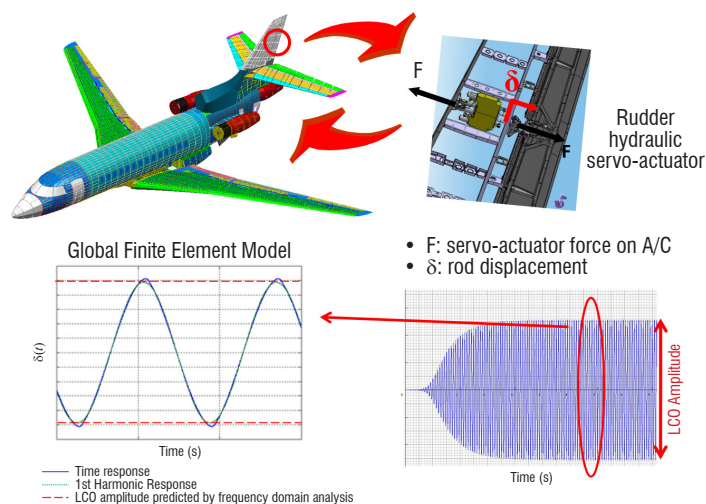 F
δ
F
Rudder
hydraulic
servo-actuator
Global Finite Element Model
• F: servo-actuator force on A/C
• δ: rod displacement
δ(t)
Time (s)
LCO Amplitude
Time (s)
Time response
1st Harmonic Response
LCO amplitude predicted by frequency domain analysis